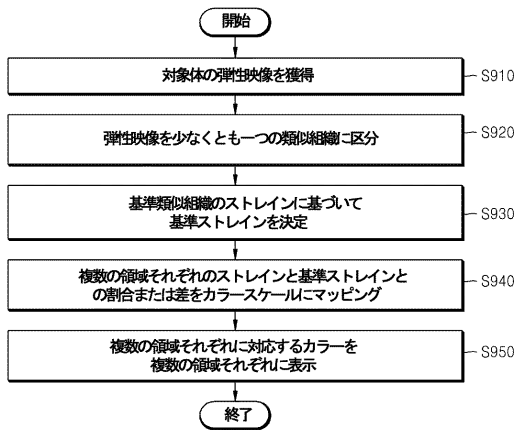 開始
対象体の弾性映像を獲得
S910
弾性映像を少なくとも一つの類似組織に区分
S920
基準類似組織のストレインに基づいて
基準ストレインを決定
S930
複数の領域それぞれのストレインと基準ストレインと
の割合または差をカラースケールにマッピング
S940
複数の領域それぞれに対応するカラーを
複数の領域それぞれに表示
S950
終了